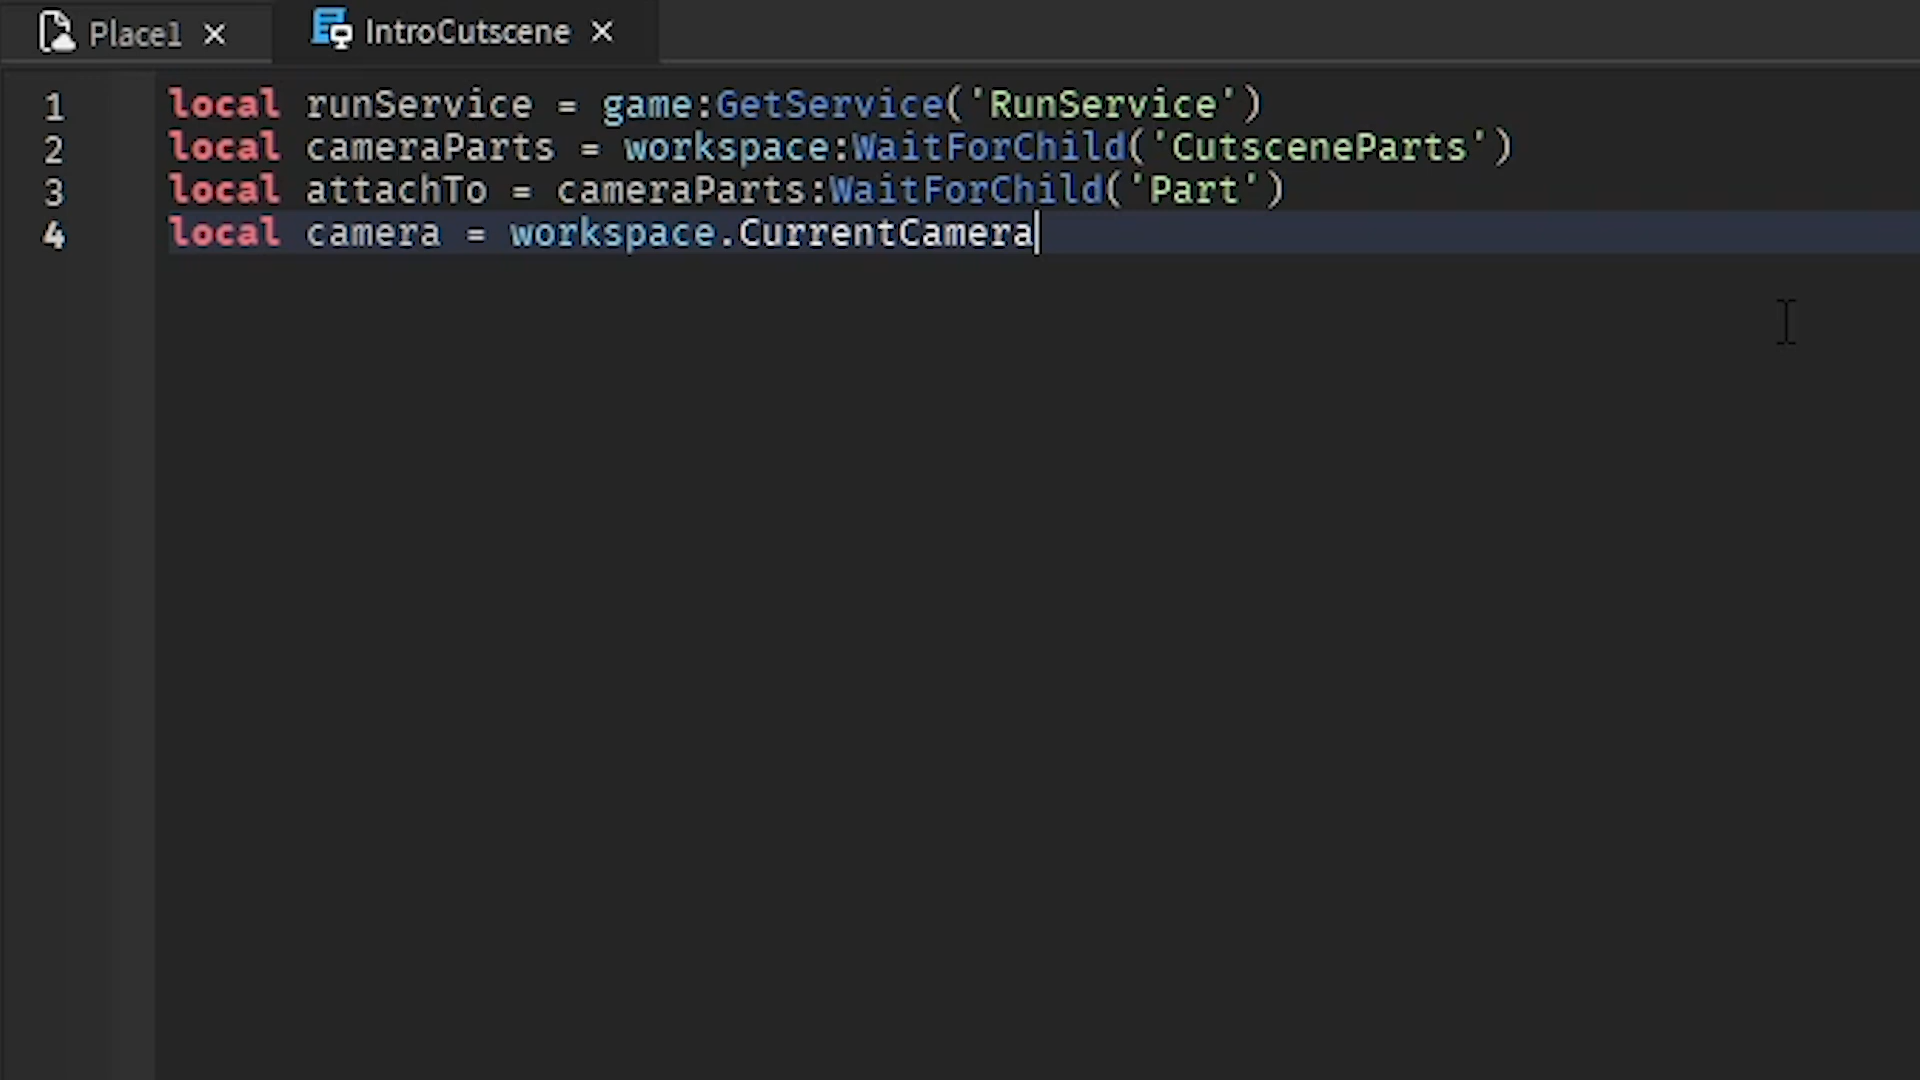 Place1 × IntroCutscene ×
1 local runService = game:GetService('RunService')
2 local cameraParts = workspace:WaitForChild('CutsceneParts')
3 local attachTo = cameraParts:WaitForChild('Part')
4 local camera = workspace.CurrentCamera